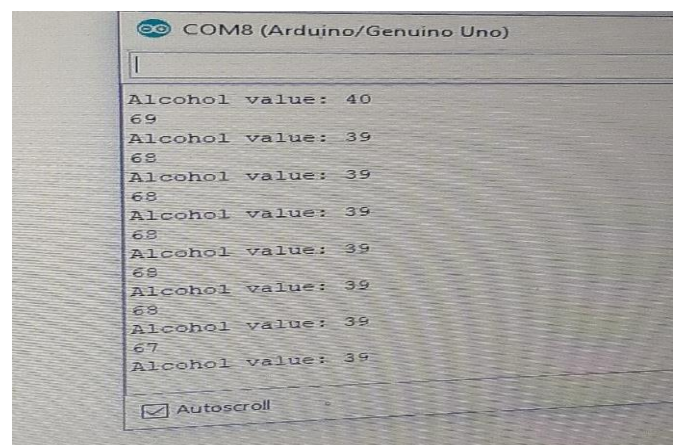 COM8 (Arduino/Genuino Uno)
Alcohol value: 40
69
Alcohol value: 39
68
Alcohol value: 39
68
Alcohol value: 39
68
Alcohol value: 39
68
Alcohol value: 39
68
Alcohol value: 39
67
Alcohol value: 39
Autoscroll